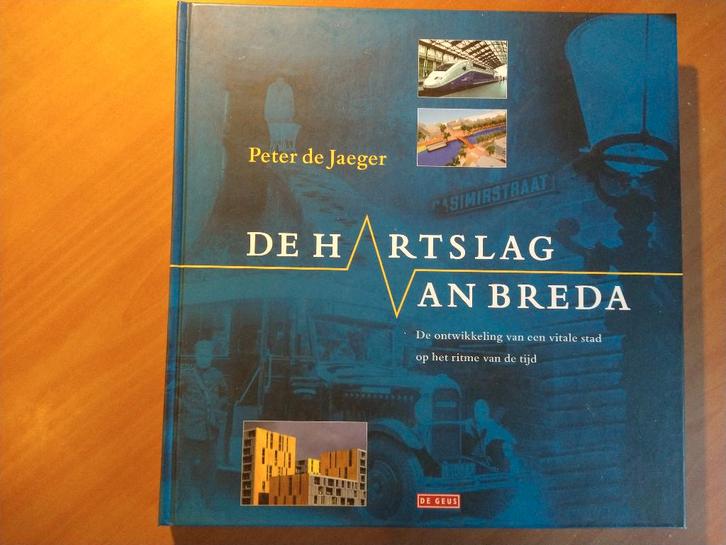 Peter de Jaeger
CASIMIRSTRAAT
DE HARTSLAG
VAN BREDA
De ontwikkeling van een vitale stad
op het ritme van de tijd
DE GEUS